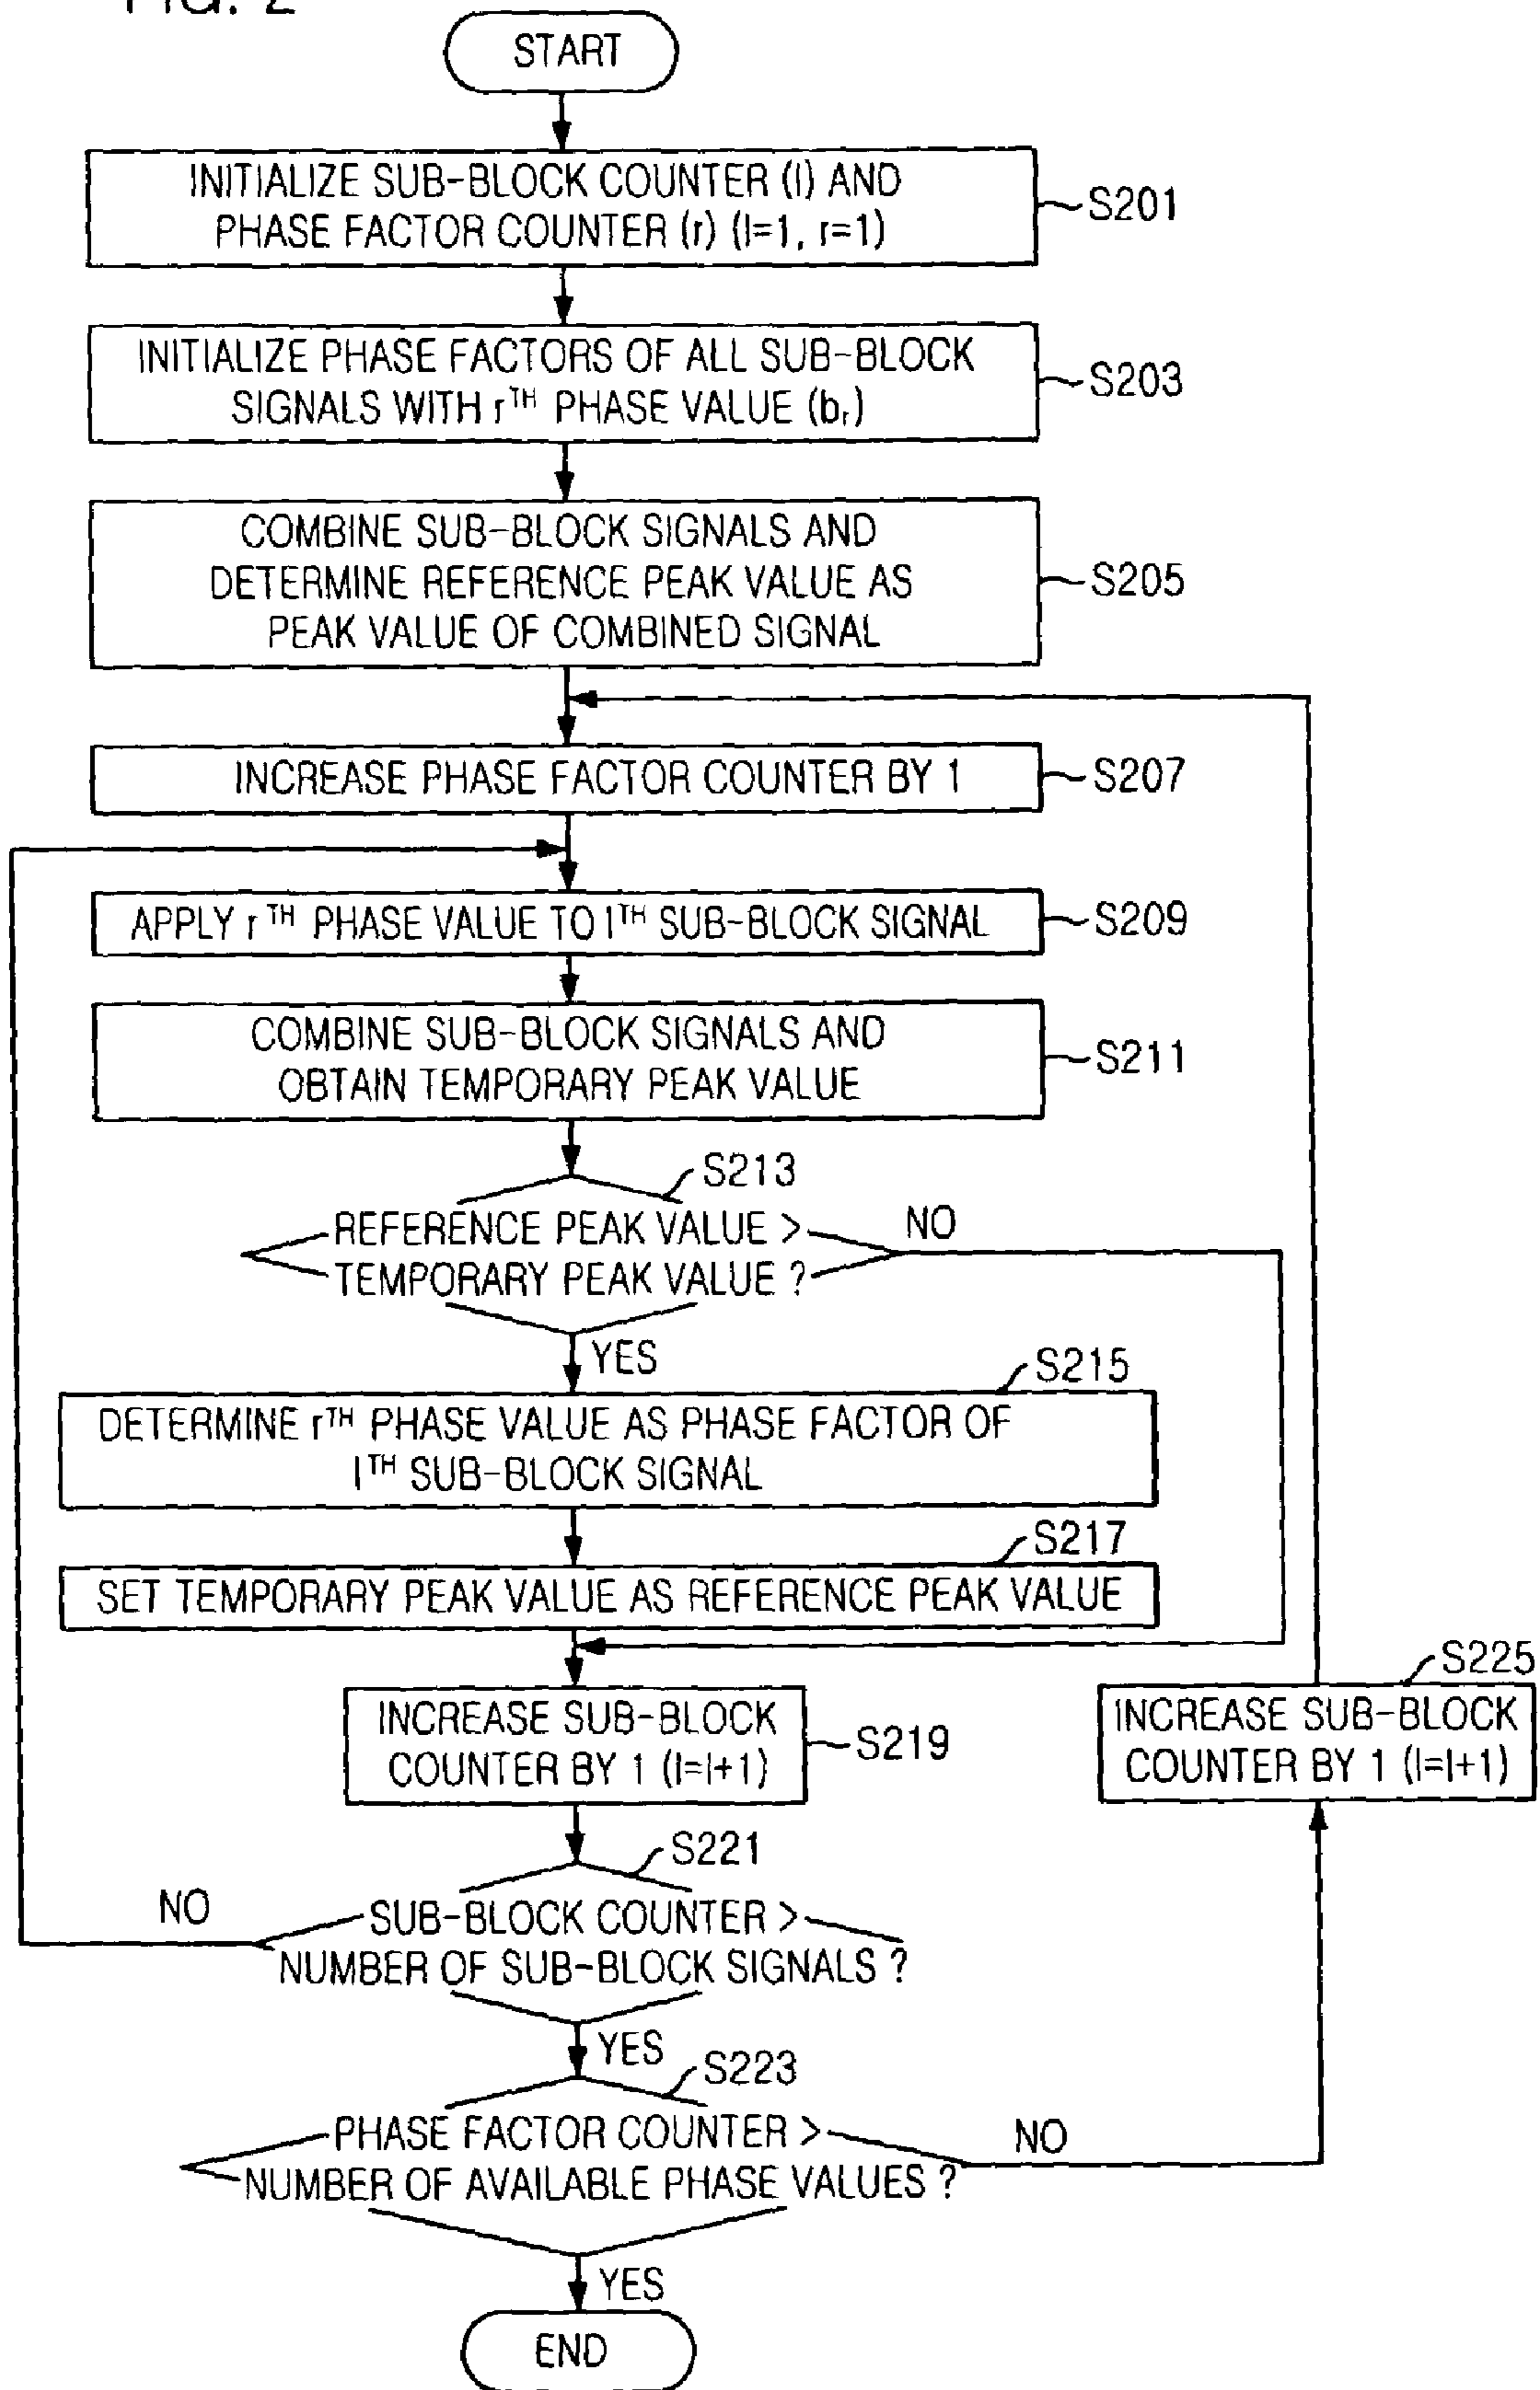 FIG. 2
START
INITIALIZE SUB-BLOCK COUNTER (l) AND
PHASE FACTOR COUNTER (r) (l=1, r=1)
S201
INITIALIZE PHASE FACTORS OF ALL SUB-BLOCK
SIGNALS WITH rᵀᴴ PHASE VALUE (bᵣ)
S203
COMBINE SUB-BLOCK SIGNALS AND
DETERMINE REFERENCE PEAK VALUE AS
PEAK VALUE OF COMBINED SIGNAL
S205
INCREASE PHASE FACTOR COUNTER BY 1
S207
APPLY rᵀᴴ PHASE VALUE TO lᵀᴴ SUB-BLOCK SIGNAL
S209
COMBINE SUB-BLOCK SIGNALS AND
OBTAIN TEMPORARY PEAK VALUE
S211
S213
REFERENCE PEAK VALUE >
TEMPORARY PEAK VALUE ?
NO
YES
S215
DETERMINE rᵀᴴ PHASE VALUE AS PHASE FACTOR OF
lᵀᴴ SUB-BLOCK SIGNAL
S217
SET TEMPORARY PEAK VALUE AS REFERENCE PEAK VALUE
INCREASE SUB-BLOCK
COUNTER BY 1 (l=l+1)
S219
S225
INCREASE SUB-BLOCK
COUNTER BY 1 (l=l+1)
S221
NO
SUB-BLOCK COUNTER >
NUMBER OF SUB-BLOCK SIGNALS ?
YES
S223
PHASE FACTOR COUNTER >
NUMBER OF AVAILABLE PHASE VALUES ?
NO
YES
END